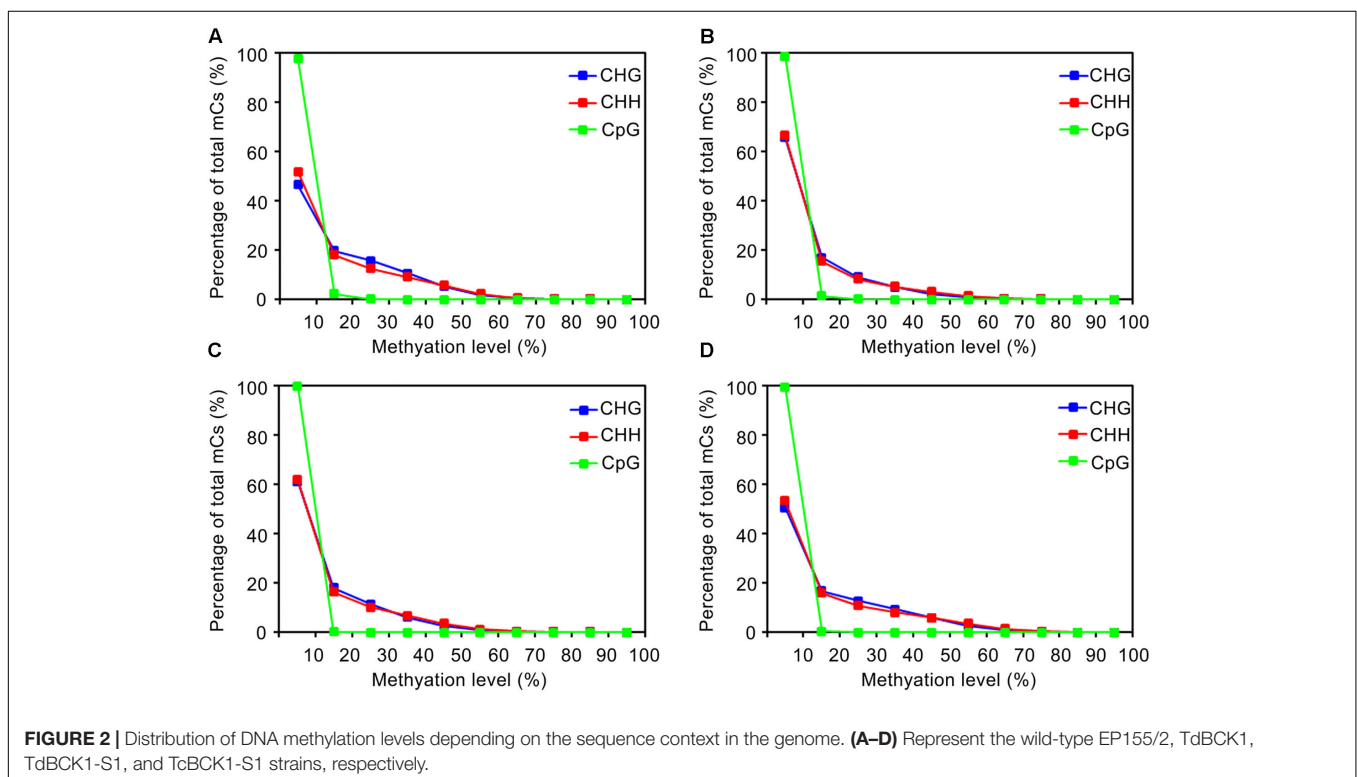 A
Percentage of total mCs (%)
100
80
60
40
20
0
CHG
CHH
CpG
10 20 30 40 50 60 70 80 90 100
Methyation level (%)
B
Percentage of total mCs (%)
100
80
60
40
20
0
CHG
CHH
CpG
10 20 30 40 50 60 70 80 90 100
Methyation level (%)
C
Percentage of total mCs (%)
100
80
60
40
20
0
CHG
CHH
CpG
10 20 30 40 50 60 70 80 90 100
Methyation level (%)
D
Percentage of total mCs (%)
100
80
60
40
20
0
CHG
CHH
CpG
10 20 30 40 50 60 70 80 90 100
Methyation level (%)
FIGURE 2 | Distribution of DNA methylation levels depending on the sequence context in the genome. (A–D) Represent the wild-type EP155/2, TdBCK1,
TdBCK1-S1, and TcBCK1-S1 strains, respectively.